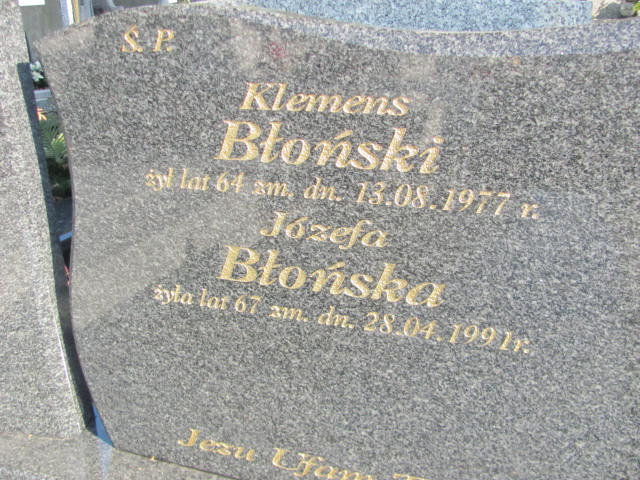 Ś. P.
Klemens
Błoński
żył lat 64 zm. dn. 13.08.1977 r.
Józefa
Błońska
żyła lat 67 zm. dn. 28.04.1991r.
Jezu Ufam